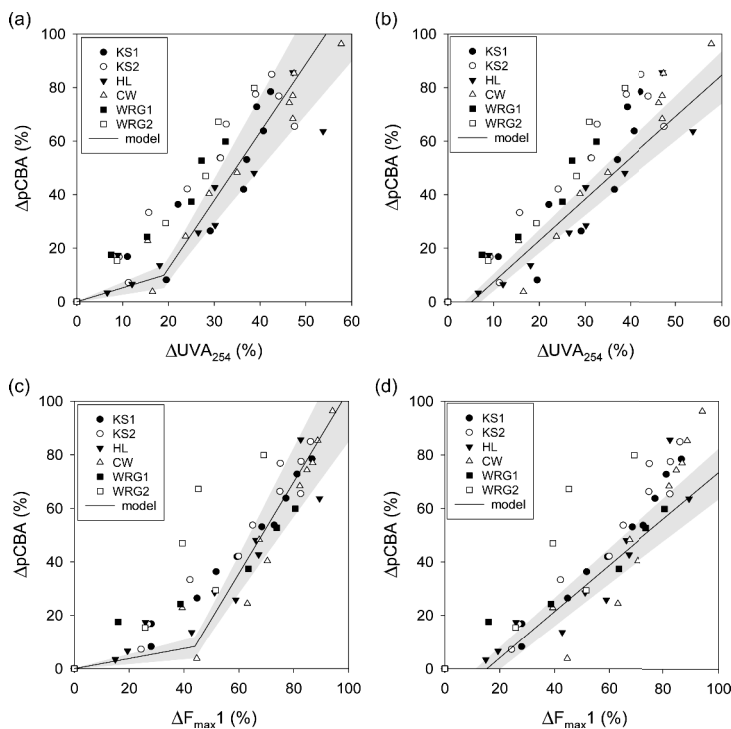 (a)
ΔpCBA (%)
100
80
60
40
20
0
KS1
KS2
HL
CW
WRG1
WRG2
model
0 10 20 30 40 50 60
ΔUVA₂₅₄ (%)
(b)
ΔpCBA (%)
100
80
60
40
20
0
KS1
KS2
HL
CW
WRG1
WRG2
model
0 10 20 30 40 50 60
ΔUVA₂₅₄ (%)
(c)
ΔpCBA (%)
100
80
60
40
20
0
KS1
KS2
HL
CW
WRG1
WRG2
model
0 20 40 60 80 100
ΔFₘₐₓ1 (%)
(d)
ΔpCBA (%)
100
80
60
40
20
0
KS1
KS2
HL
CW
WRG1
WRG2
model
0 20 40 60 80 100
ΔFₘₐₓ1 (%)